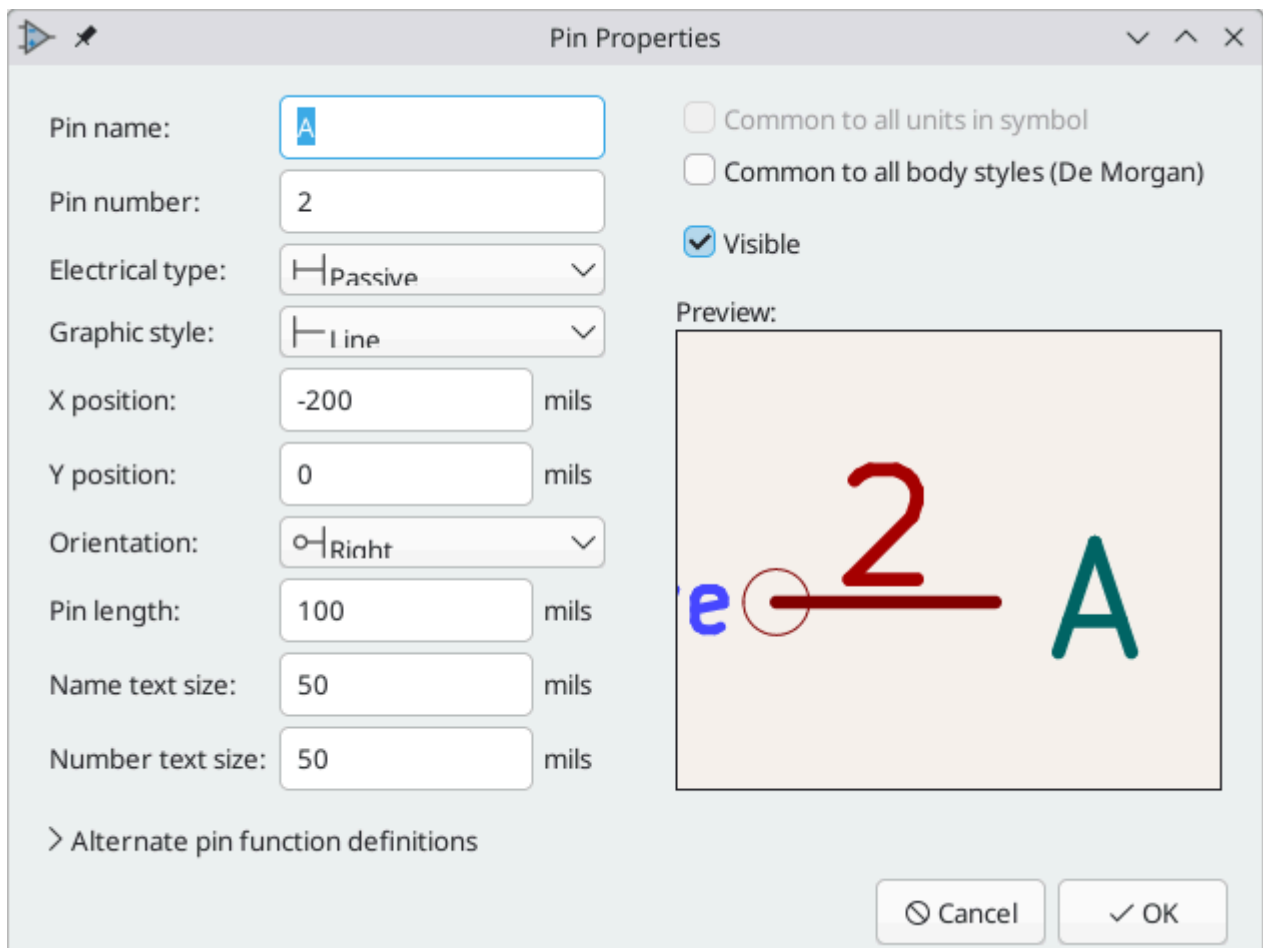 Pin Properties
Pin name: A
Pin number: 2
Electrical type: Passive
Graphic style: Line
X position: -200 mils
Y position: 0 mils
Orientation: Right
Pin length: 100 mils
Name text size: 50 mils
Number text size: 50 mils
Alternate pin function definitions
Common to all units in symbol
Common to all body styles (De Morgan)
Visible
Preview:
2
e
A
Cancel
OK